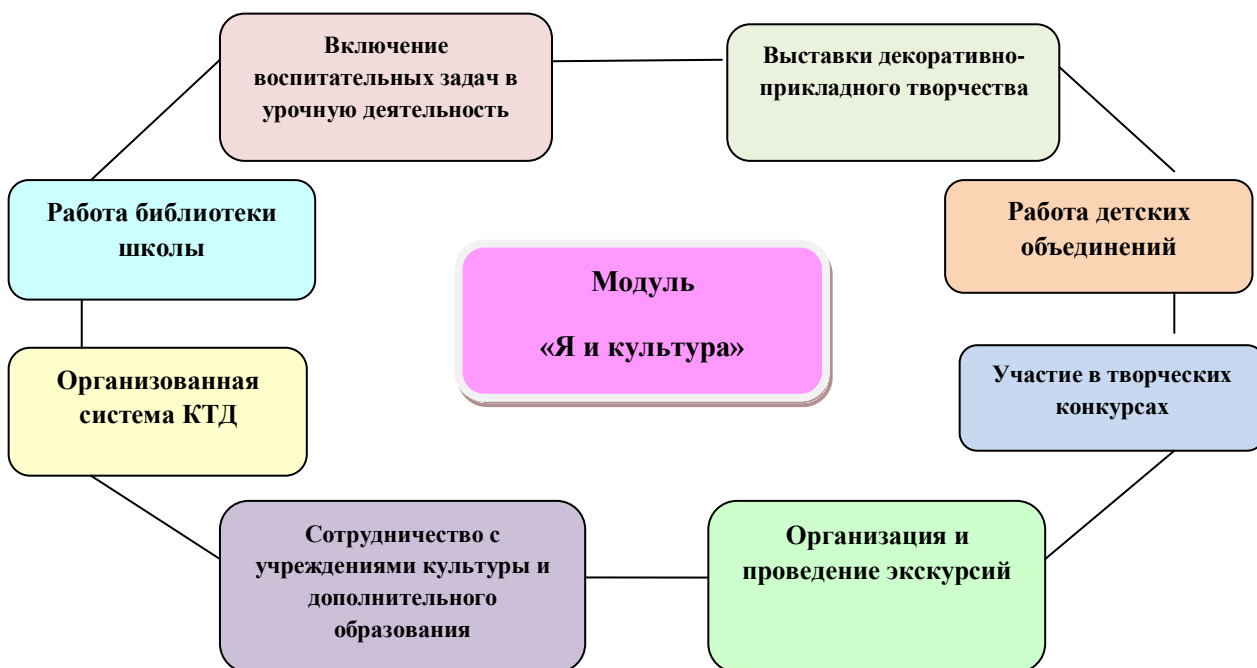 Включение
воспитательных задач в
урочную деятельность
Выставки декоративно-
прикладного творчества
Работа библиотеки
школы
Работа детских
объединений
Модуль
«Я и культура»
Организованная
система КТД
Участие в творческих
конкурсах
Сотрудничество с
учреждениями культуры и
дополнительного
образования
Организация и
проведение экскурсий